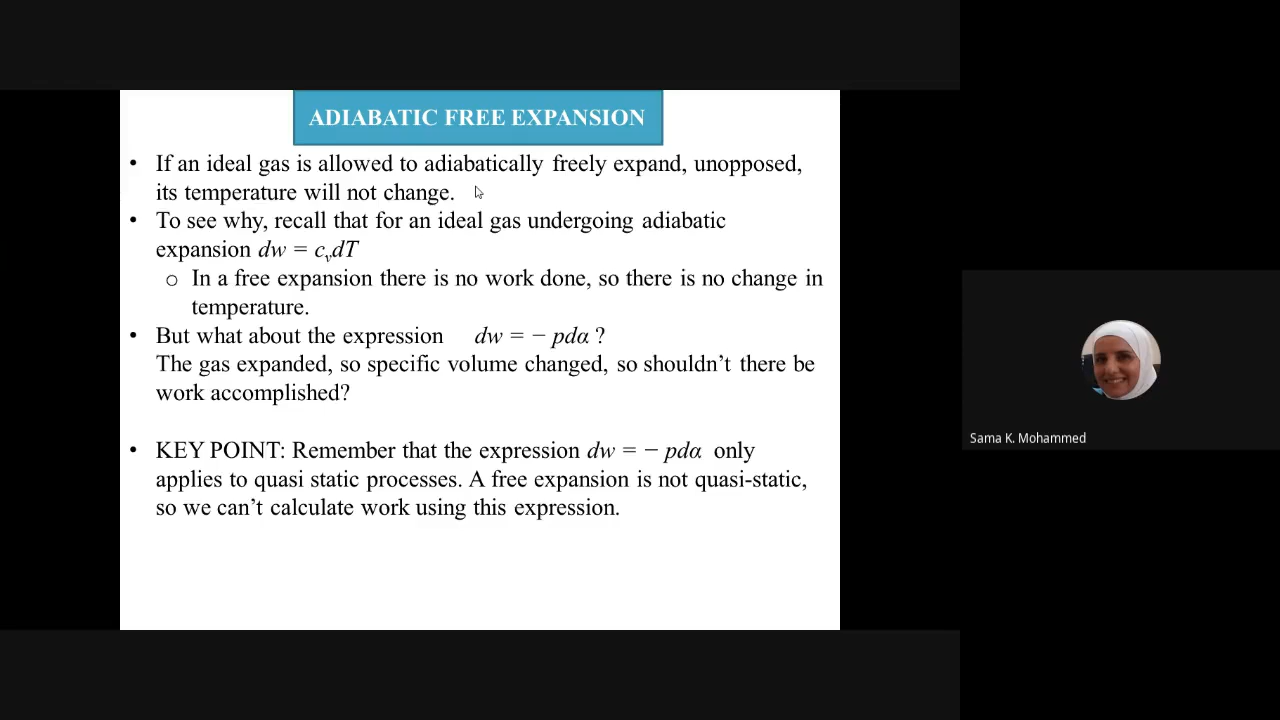 ADIABATIC FREE EXPANSION
• If an ideal gas is allowed to adiabatically freely expand, unopposed,
its temperature will not change.
• To see why, recall that for an ideal gas undergoing adiabatic
expansion dw = cᵥdT
o In a free expansion there is no work done, so there is no change in
temperature.
• But what about the expression dw = − pdα ?
The gas expanded, so specific volume changed, so shouldn’t there be
work accomplished?
• KEY POINT: Remember that the expression dw = − pdα only
applies to quasi static processes. A free expansion is not quasi-static,
so we can’t calculate work using this expression.
Sama K. Mohammed